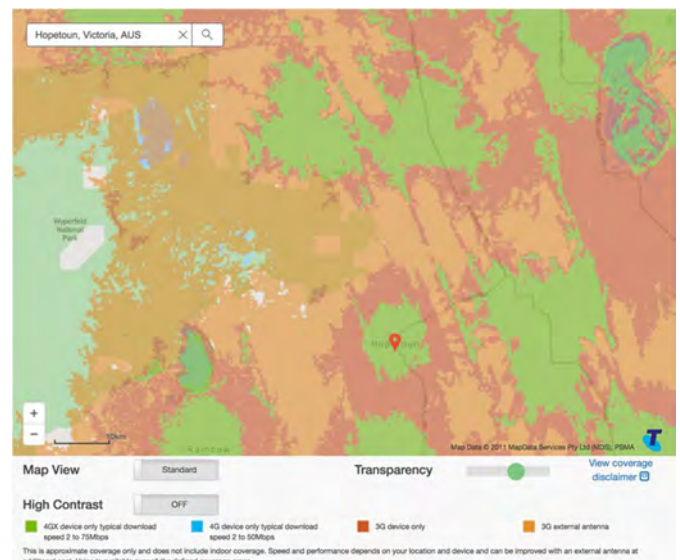 Hopetoun, Victoria, AUS
Wyperfeld
National
Park
Hopetoun
Rainbow
+
−
10km
Map Data © 2011 MapData Services Pty Ltd (MDS), PSMA
Map View
Standard
Transparency
View coverage
disclaimer
High Contrast
OFF
4GX device only typical download
speed 2 to 75Mbps
4G device only typical download
speed 2 to 50Mbps
3G device only
3G external antenna
This is approximate coverage only and does not include indoor coverage. Speed and performance depends on your location and device and can be improved with an external antenna at